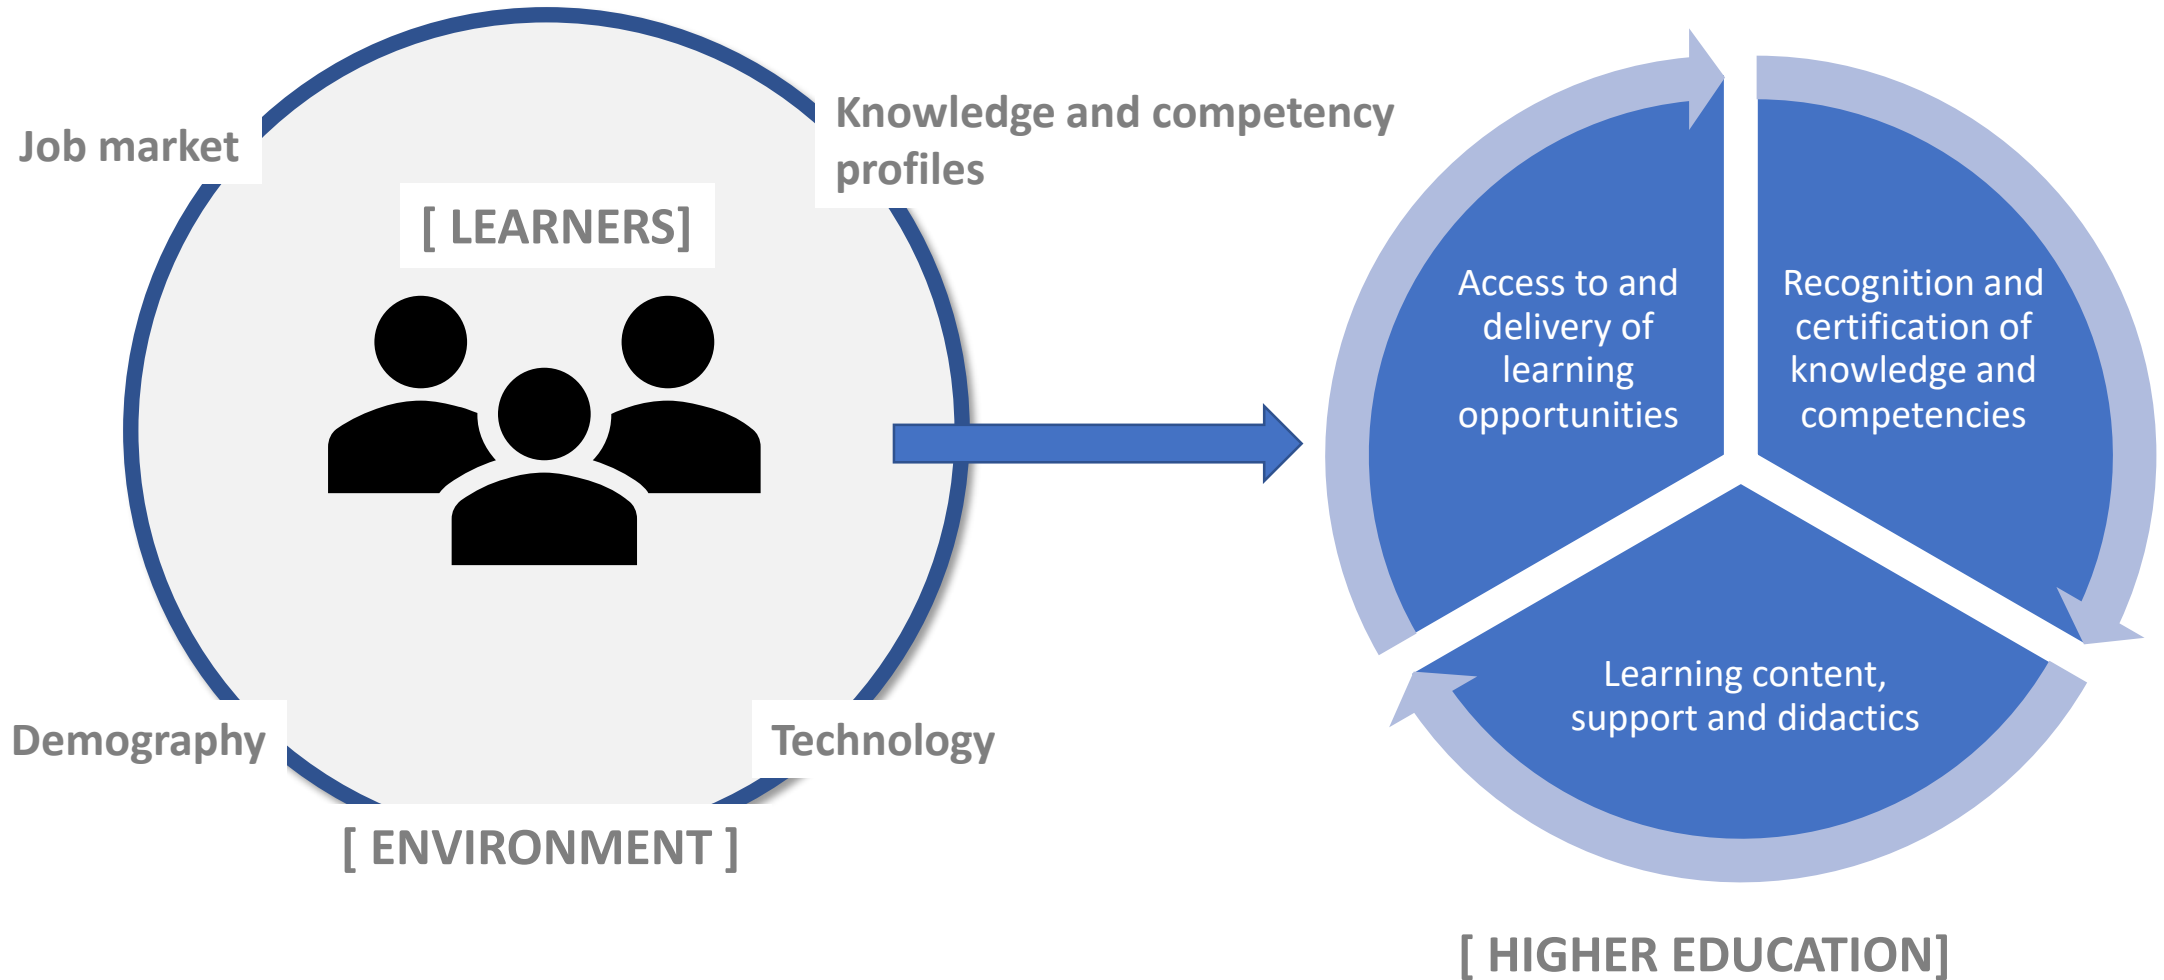 Job market
Knowledge and competency
profiles
[ LEARNERS]
Demography
Technology
[ ENVIRONMENT ]
Access to and
delivery of
learning
opportunities
Recognition and
certification of
knowledge and
competencies
Learning content,
support and didactics
[ HIGHER EDUCATION]